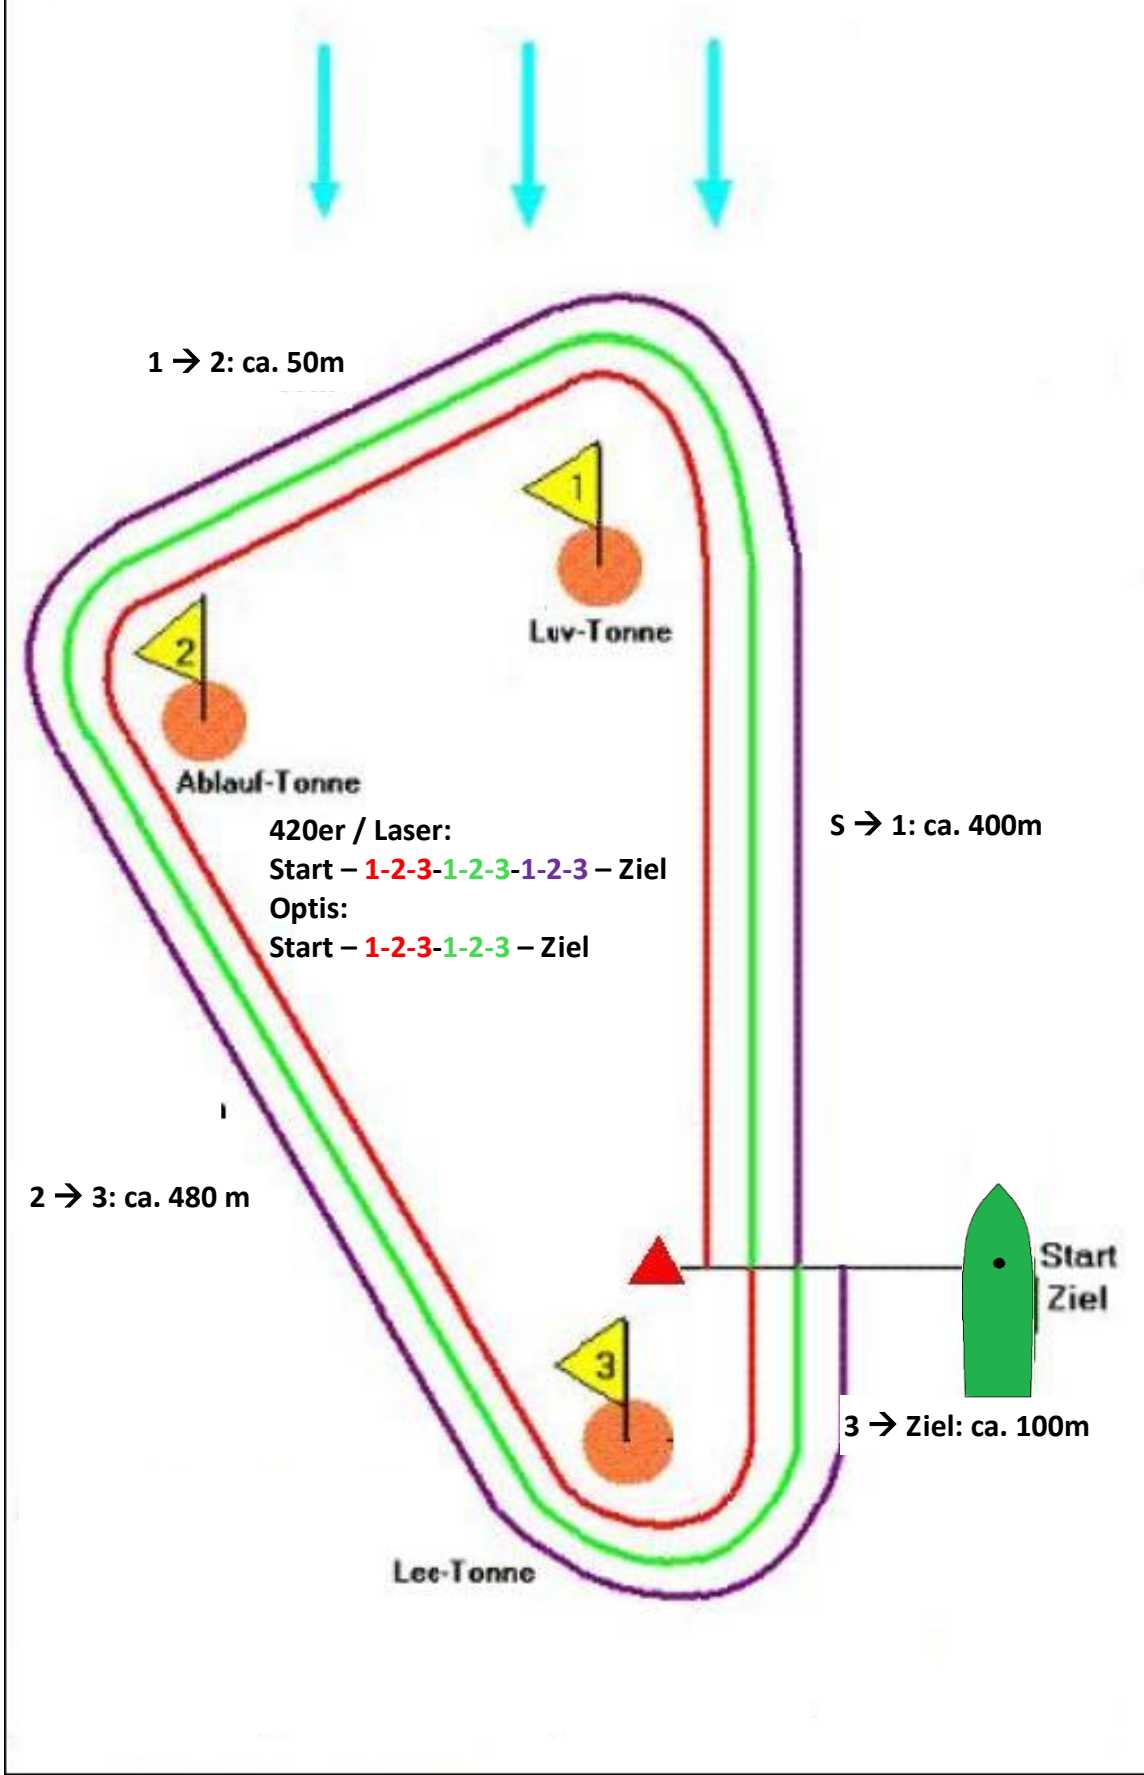 1 → 2: ca. 50m
1
Luv-Tonne
2
Ablauf-Tonne
420er / Laser:
Start – 1-2-3-1-2-3-1-2-3 – Ziel
Optis:
Start – 1-2-3-1-2-3 – Ziel
S → 1: ca. 400m
2 → 3: ca. 480 m
Start
Ziel
3
3 → Ziel: ca. 100m
Lee-Tonne